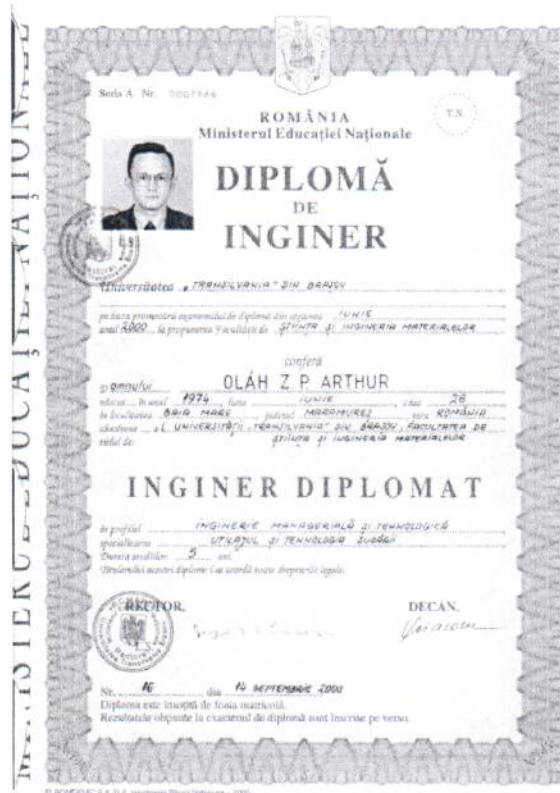 MINISTERUL EDUCAȚIEI NAȚIONALE
Seria A Nr. 0007966
T.S.
ROMÂNIA
Ministerul Educației Naționale
DIPLOMĂ
DE
INGINER
Universitatea „TRANSILVANIA" DIN BRAȘOV
pe baza promovării examenului de diplomă din sesiunea IUNIE
anul 2000, la propunerea Facultății de ȘTIINȚA ȘI INGINERIA MATERIALELOR
conferă
OLÁH Z P ARTHUR
născut în anul 1974 luna IUNIE ziua 26
în localitatea BAIA MARE județul MARAMUREȘ țara ROMÂNIA
absolvent al UNIVERSITĂȚII „TRANSILVANIA" DIN BRAȘOV, FACULTATEA DE
ȘTIINȚA ȘI INGINERIA MATERIALELOR
INGINER DIPLOMAT
în profilul INGINERIE MANAGERIALĂ ȘI TEHNOLOGICĂ
specializarea UTILAJUL ȘI TEHNOLOGIA SUDĂRII
Durata studiilor 5 ani.
Titularului acestei diplome i se acordă toate drepturile legale.
RECTOR,
DECAN,
Nr. 16 din 14 SEPTEMBRIE 2000
Diploma este însoțită de foaia matricolă.
Rezultatele obținute la examenul de diplomă sunt înscrise pe verso.